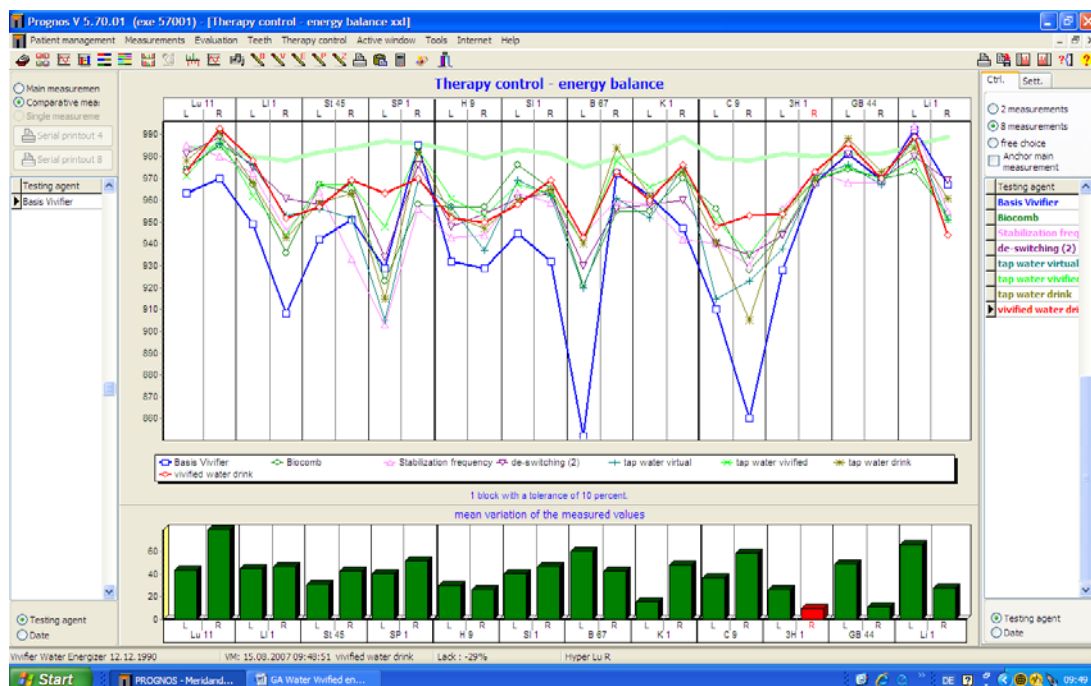 Prognos V 5.70.01 (exe 57001) - [Therapy control - energy balance xxl]
Patient management Measurements Evaluation Teeth Therapy control Active window Tools Internet Help
Main measuremen
Comparative mea:
Single measureme
Serial printout 4
Serial printout 8
Testing agent
Basis Vivifier
Testing agent
Date
Therapy control - energy balance
Lu 11 LI 1 St 45 SP 1 H 9 SI 1 B 67 K 1 C 9 3H 1 GB 44 Li 1
L R L R L R L R L R L R L R L R L R L R L R L R
990
980
970
960
950
940
930
920
910
900
890
880
870
860
Basis Vivifier Biocomb Stabilization frequency de-switching (2) tap water virtual tap water vivified tap water drink
vivified water drink
1 block with a tolerance of 10 percent.
mean variation of the measured values
60
40
20
0
L R L R L R L R L R L R L R L R L R L R L R L R
Lu 11 LI 1 St 45 SP 1 H 9 SI 1 B 67 K 1 C 9 3H 1 GB 44 Li 1
Ctrl. Sett.
2 measurements
8 measurements
free choice
Anchor main
measurement
Testing agent
Basis Vivifier
Biocomb
Stabilization freq
de-switching (2)
tap water virtual
tap water vivified
tap water drink
vivified water dri
Testing agent
Date
Vivifier Water Energizer 12.12.1990 VM: 15.08.2007 09:48:51 vivified water drink Lack : -29% Hyper Lu R
Start PROGNOS - Meridand... GA Water Vivified en... DE 09:49